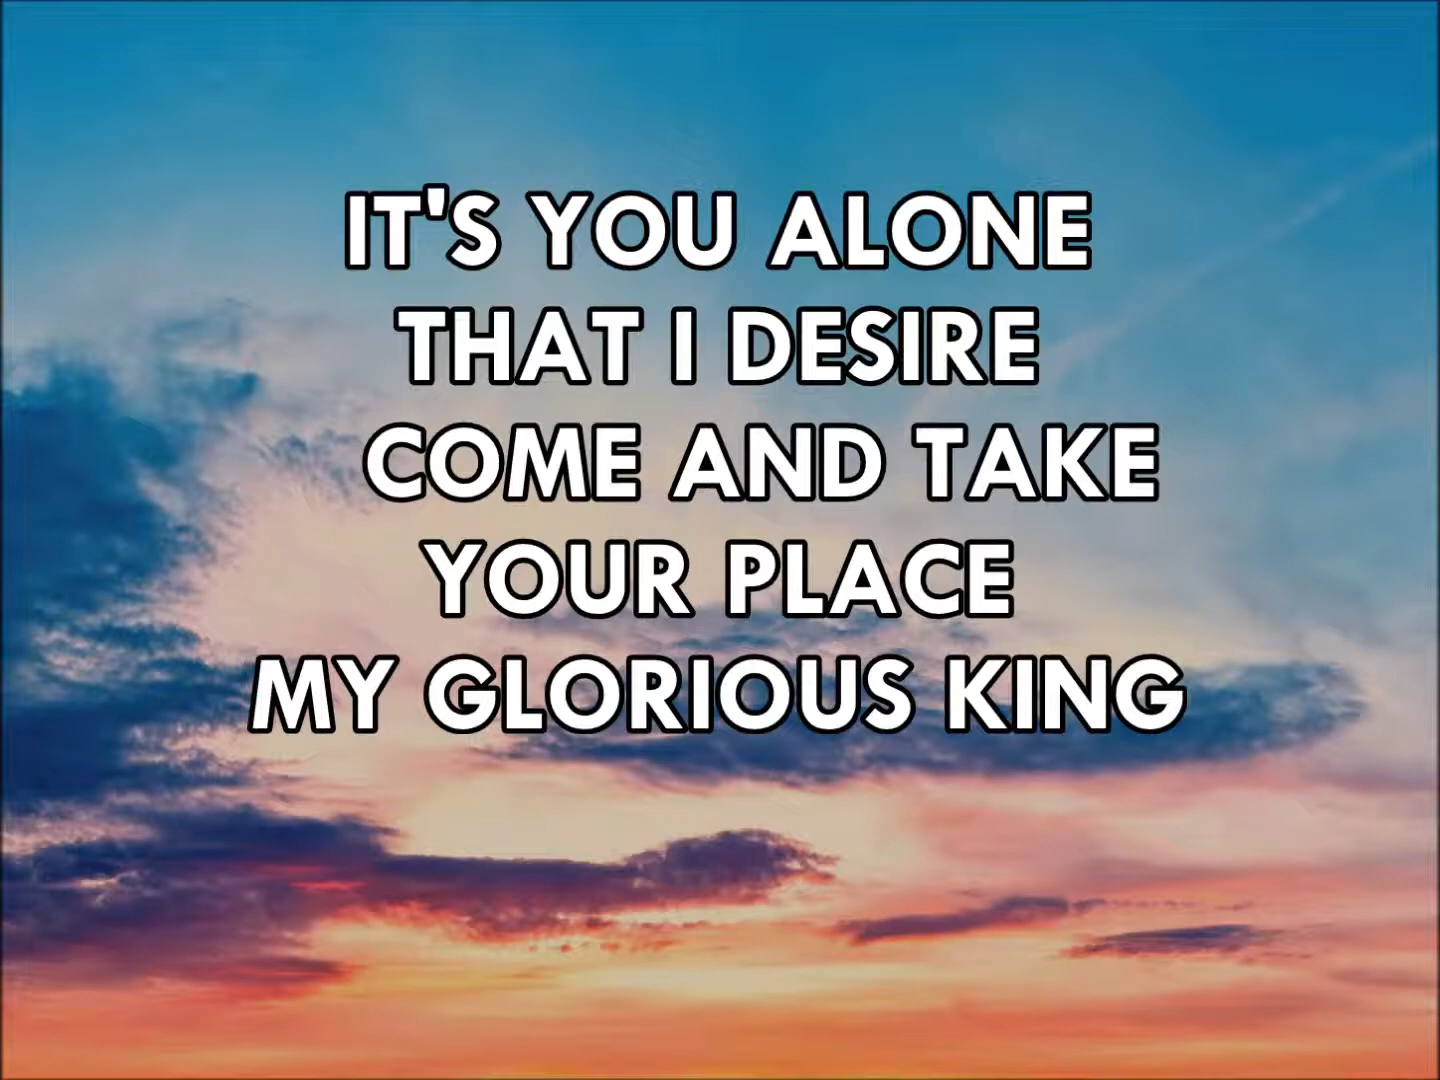 IT'S YOU ALONE
THAT I DESIRE
COME AND TAKE
YOUR PLACE
MY GLORIOUS KING